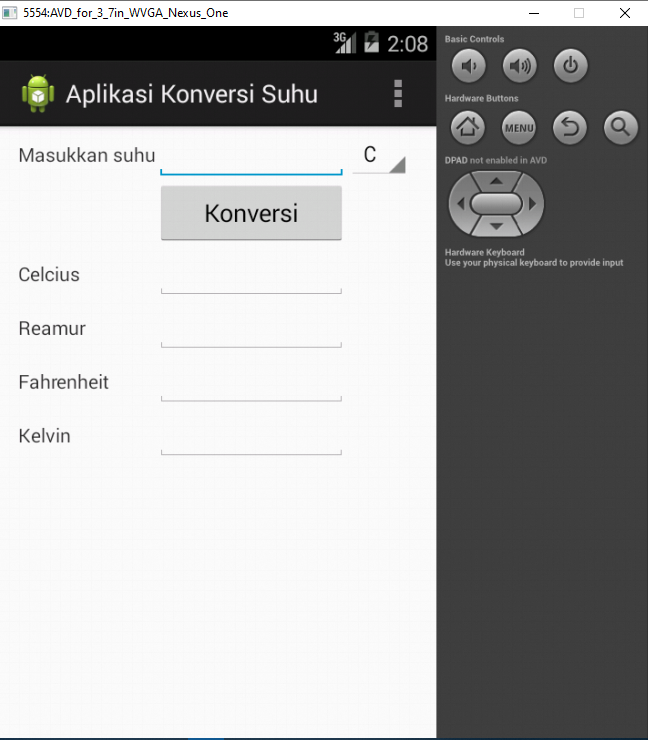 5554:AVD_for_3_7in_WVGA_Nexus_One
3G 2:08
Aplikasi Konversi Suhu
Masukkan suhu C
Konversi
Celcius
Reamur
Fahrenheit
Kelvin
Basic Controls
Hardware Buttons
MENU
DPAD not enabled in AVD
Hardware Keyboard
Use your physical keyboard to provide input